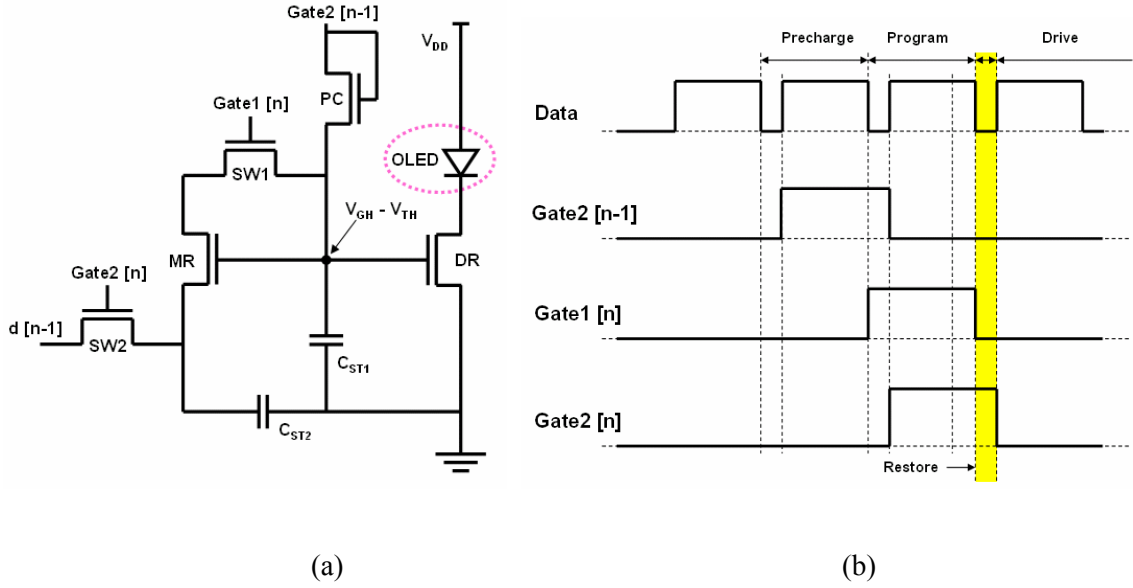 Gate2 [n-1]
VDD
PC
Gate1 [n]
SW1
OLED
VGH - VTH
MR
DR
Gate2 [n]
d [n-1]
SW2
CST1
CST2
(a)
Precharge
Program
Drive
Data
Gate2 [n-1]
Gate1 [n]
Gate2 [n]
Restore
(b)